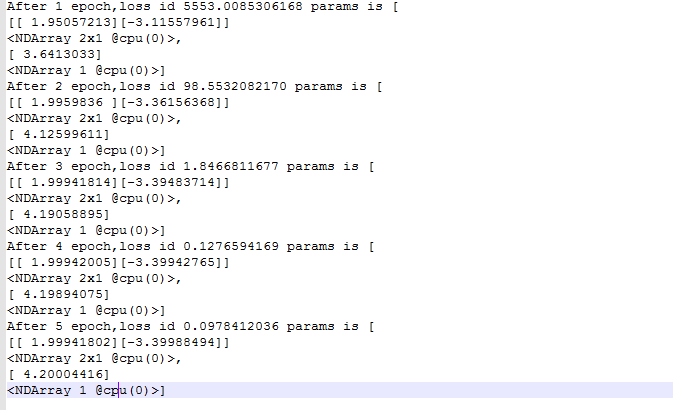 After 1 epoch,loss id 5553.0085306168 params is [
[[ 1.95057213][-3.11557961]]
<NDArray 2x1 @cpu(0)>,
[ 3.6413033]
<NDArray 1 @cpu(0)>]
After 2 epoch,loss id 98.5532082170 params is [
[[ 1.9959836 ][-3.36156368]]
<NDArray 2x1 @cpu(0)>,
[ 4.12599611]
<NDArray 1 @cpu(0)>]
After 3 epoch,loss id 1.8466811677 params is [
[[ 1.99941814][-3.39483714]]
<NDArray 2x1 @cpu(0)>,
[ 4.19058895]
<NDArray 1 @cpu(0)>]
After 4 epoch,loss id 0.1276594169 params is [
[[ 1.99942005][-3.39942765]]
<NDArray 2x1 @cpu(0)>,
[ 4.19894075]
<NDArray 1 @cpu(0)>]
After 5 epoch,loss id 0.0978412036 params is [
[[ 1.99941802][-3.39988494]]
<NDArray 2x1 @cpu(0)>,
[ 4.20004416]
<NDArray 1 @cpu(0)>]